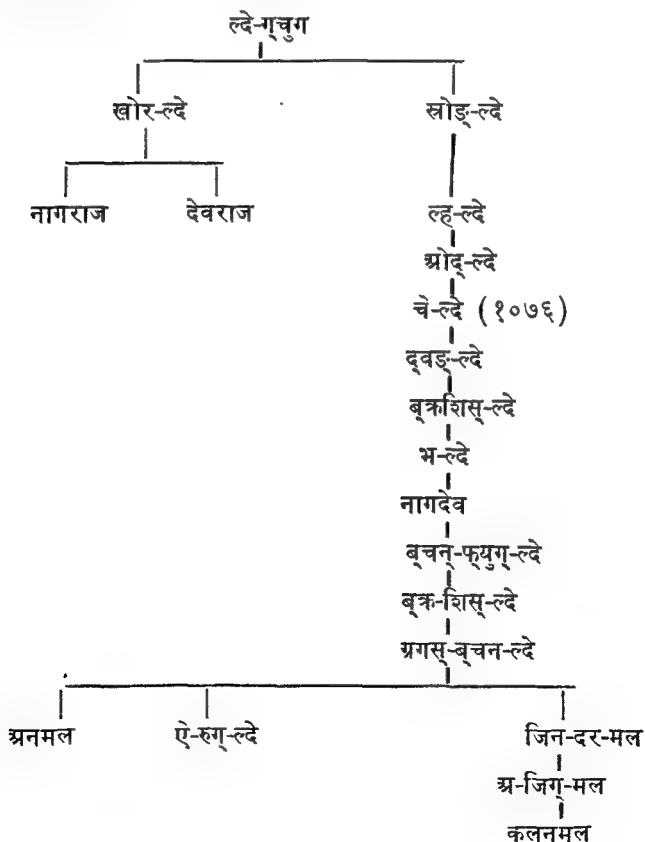 ल्दे-ग्चुग
खोर-ल्दे स्रोङ्-ल्दे
नागराज देवराज ल्ह-ल्दे
ओद्-ल्दे
चे-ल्दे (१०७६)
द्वङ्-ल्दे
ब्क्रशिस्-ल्दे
भ-ल्दे
नागदेव
ब्चन्-फ्युग्-ल्दे
ब्क्र-शिस्-ल्दे
ग्रगस्-ब्चन-ल्दे
अनमल ऐ-रुग्-ल्दे जिन-दर-मल
अ-जिग्-मल
कलनमल